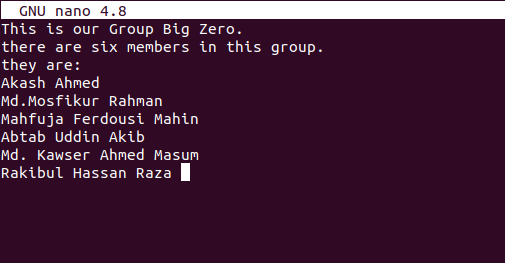 GNU nano 4.8
This is our Group Big Zero.
there are six members in this group.
they are:
Akash Ahmed
Md.Mosfikur Rahman
Mahfuja Ferdousi Mahin
Abtab Uddin Akib
Md. Kawser Ahmed Masum
Rakibul Hassan Raza